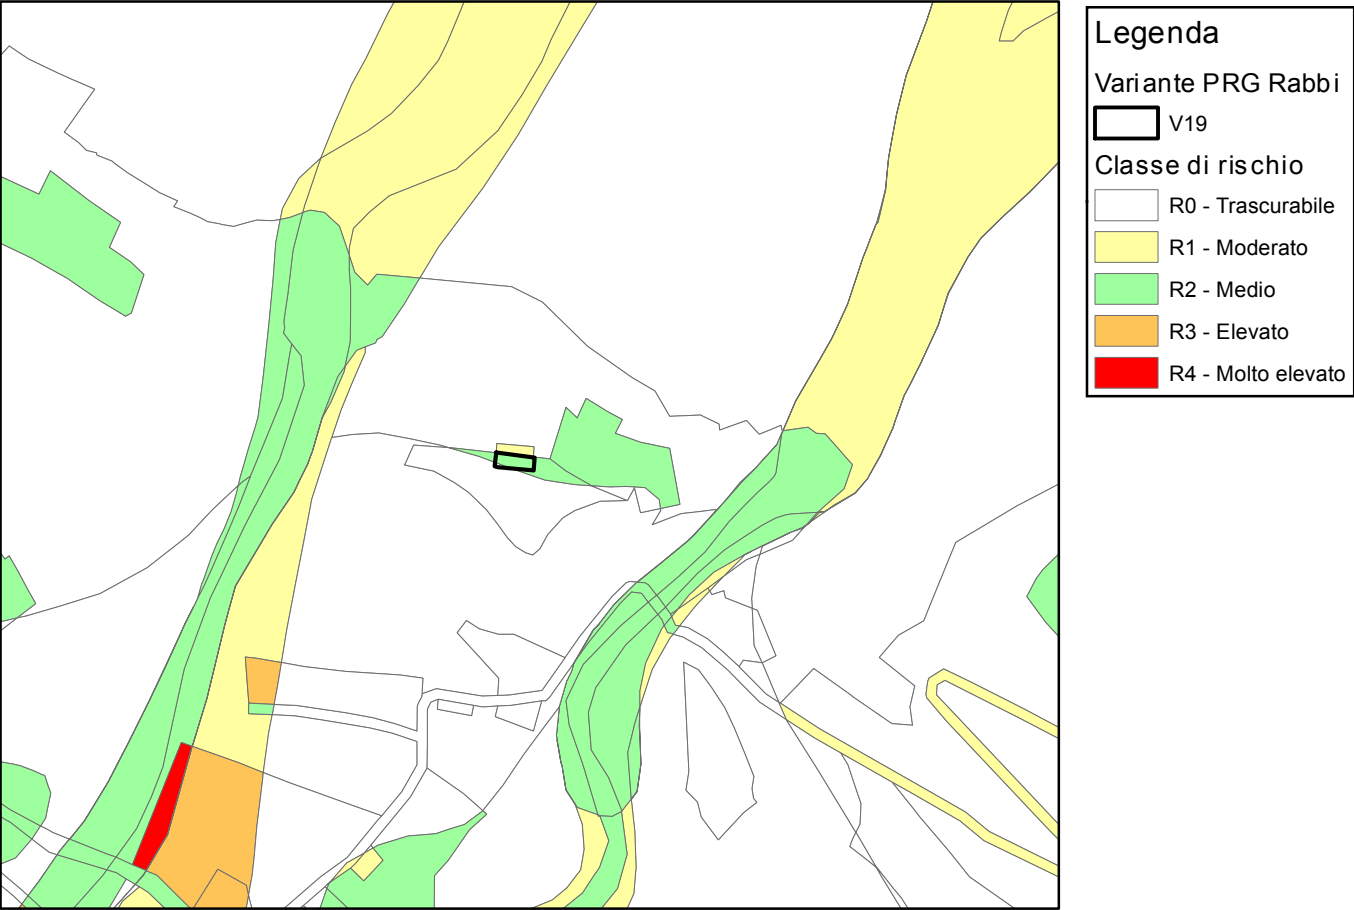 Legenda
Variante PRG Rabbi
V19
Classe di rischio
R0 - Trascurabile
R1 - Moderato
R2 - Medio
R3 - Elevato
R4 - Molto elevato